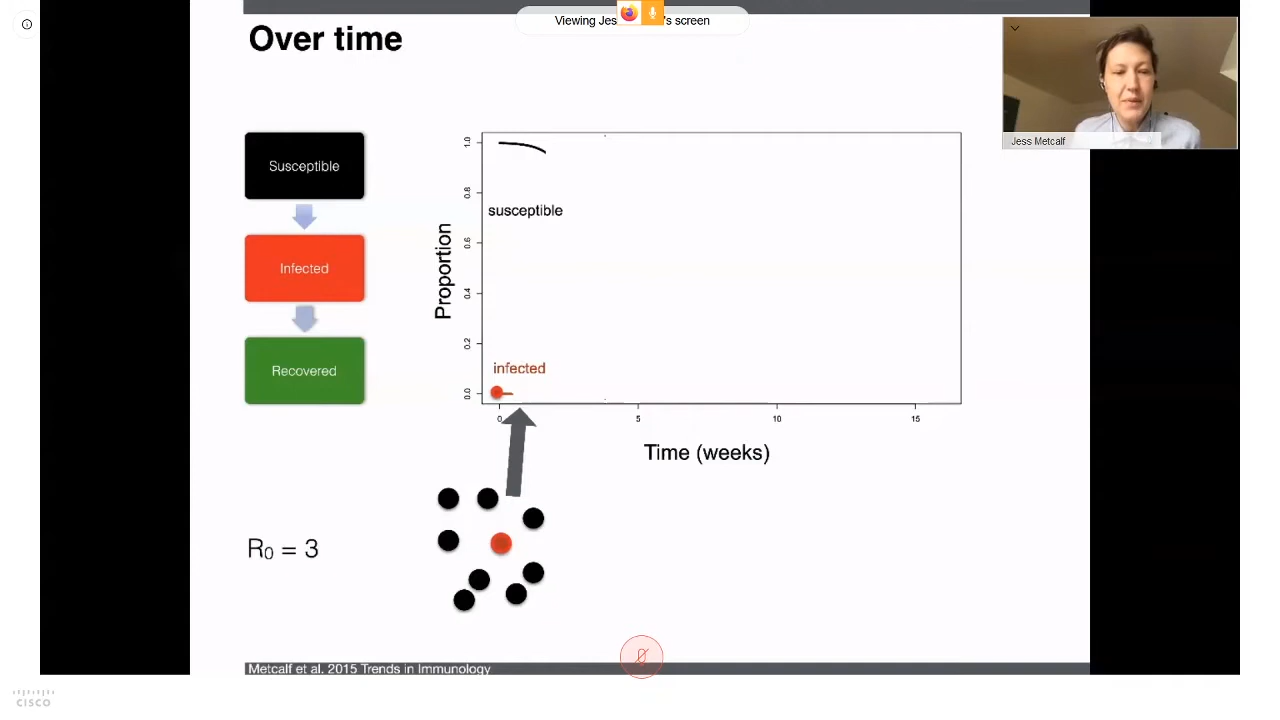 Viewing Jes
's screen
Over time
Jess Metcalf
Susceptible
Infected
Recovered
Proportion
1.0
0.8
0.6
0.4
0.2
0.0
susceptible
infected
0
5
10
15
Time (weeks)
R0 = 3
Metcalf et al. 2015 Trends in Immunology
CISCO